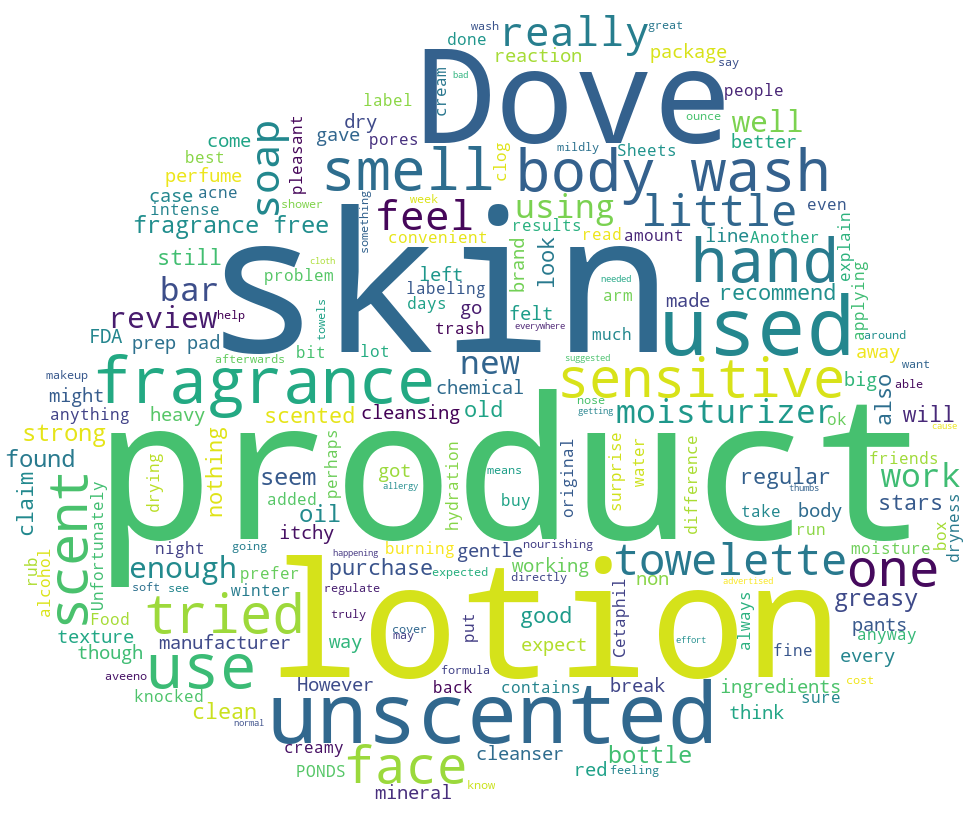 wash
great
done
really
reaction
package
say
bad
cream
Dove
people
label
ounce
well
dry
come
gave
pores
soap
pleasant
clog
mildly
Sheets
better
best
perfume
smell
body wash
case
acne
intense
shower
something
week
feel
using
little
even
fragrance free
convenient
results
read
amount
line
Another
explain
still
skin
problem
left
brand
look
hand
cloth
needed
labeling
arm
recommend
bar
days
go
felt
made
applying
review
help
towels
trash
everywhere
much
used
around
FDA
prep pad
bit
lot
afterwards
suggested
away
makeup
new
want
might
fragrance
chemical
sensitive
big
able
also
anything
heavy
scented
cleansing
old
nose
moisturizer
ok
will
getting
cause
strong
nothing
product
found
claim
scent
Unfortunately
drying
seem
perhaps
got
means
allergy
hydration
original
surprise
water
difference
regular
friends
work
thumbs
added
buy
take
body
stars
oil
itchy
run
box
dryness
rub
alcohol
night
going
burning
gentle
nourishing
happening
moisture
enough
purchase
working
non
towelette
one
soft
see
winter
prefer
regulate
expected
directly
advertised
greasy
Food
tried
lotion
truly
put
good
Cetaphil
always
pants
texture
manufacturer
cover
may
way
expect
effort
fine
anyway
though
every
aveeno
use
formula
knocked
However
back
contains
break
ingredients
cost
sure
clean
unscented
think
normal
creamy
face
cleanser
bottle
PONDS
red
feeling
mineral
know